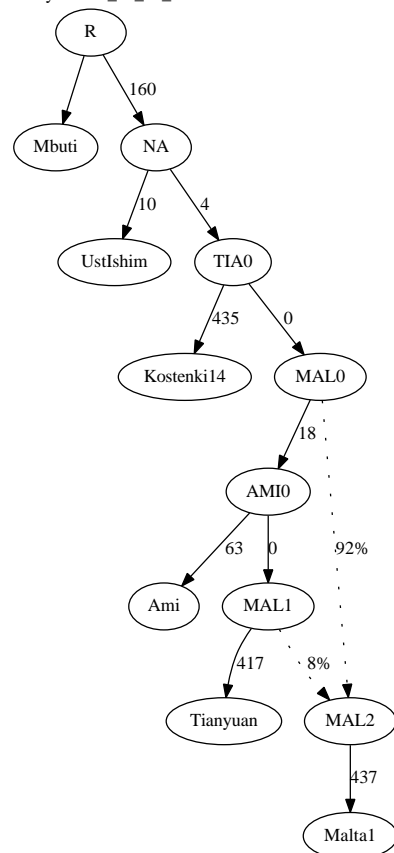 R
160
Mbuti
NA
10
4
UstIshim
TIA0
435
0
Kostenki14
MAL0
18
AMI0
92%
63
0
Ami
MAL1
417
8%
Tianyuan
MAL2
437
Malta1